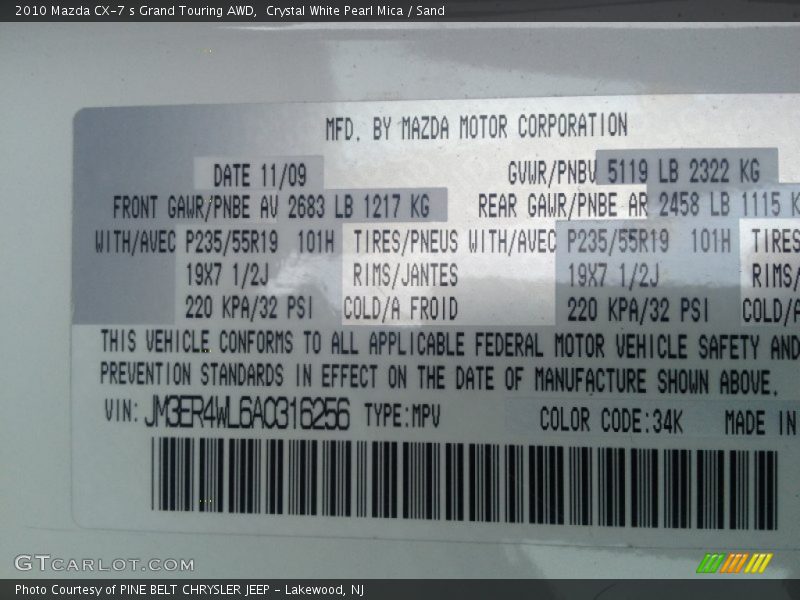 2010 Mazda CX-7 s Grand Touring AWD, Crystal White Pearl Mica / Sand
MFD. BY MAZDA MOTOR CORPORATION
DATE 11/09 GVWR/PNBV 5119 LB 2322 KG
FRONT GAWR/PNBE AV 2683 LB 1217 KG REAR GAWR/PNBE AR 2458 LB 1115 K
WITH/AVEC P235/55R19 101H TIRES/PNEUS WITH/AVEC P235/55R19 101H TIRES
19X7 1/2J RIMS/JANTES 19X7 1/2J RIMS/
220 KPA/32 PSI COLD/A FROID 220 KPA/32 PSI COLD/A
THIS VEHICLE CONFORMS TO ALL APPLICABLE FEDERAL MOTOR VEHICLE SAFETY AND
PREVENTION STANDARDS IN EFFECT ON THE DATE OF MANUFACTURE SHOWN ABOVE.
VIN: JM3ER4WL6A0316256 TYPE:MPV COLOR CODE:34K MADE IN
GTCARLOT.COM
Photo Courtesy of PINE BELT CHRYSLER JEEP - Lakewood, NJ